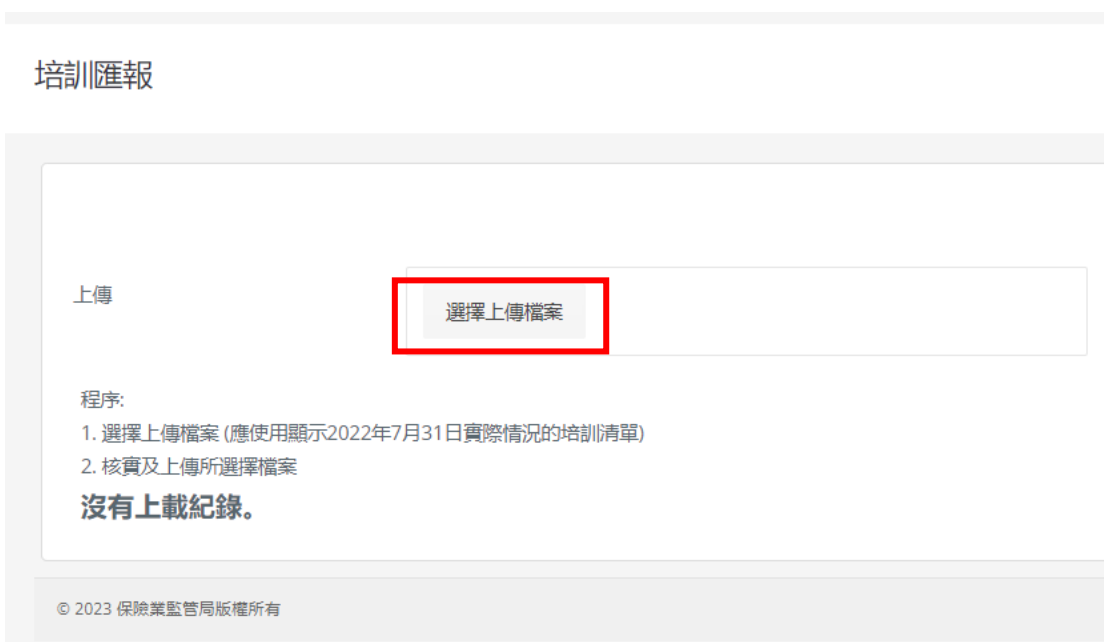 培訓匯報
上傳
選擇上傳檔案
程序:
1. 選擇上傳檔案 (應使用顯示2022年7月31日實際情況的培訓清單)
2. 核實及上傳所選擇檔案
沒有上載紀錄。
© 2023 保險業監管局版權所有